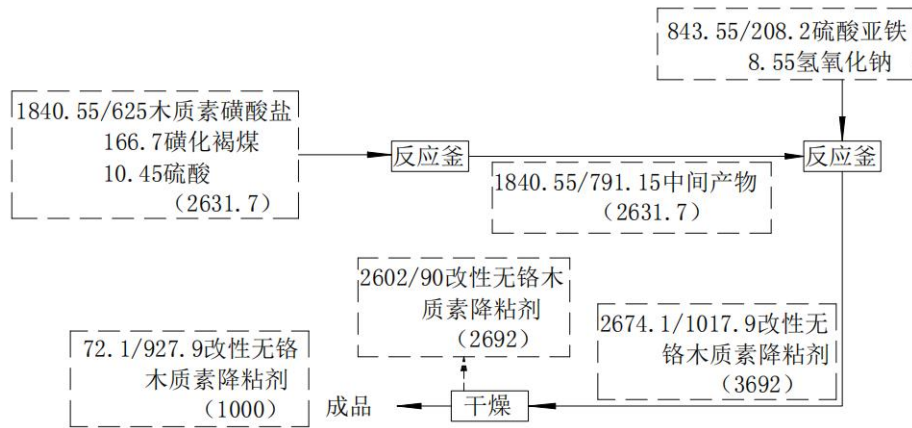 843.55/208.2硫酸亚铁
8.55氢氧化钠
1840.55/625木质素磺酸盐
166.7磺化褐煤
10.45硫酸
(2631.7)
反应釜
反应釜
1840.55/791.15中间产物
(2631.7)
2602/90改性无铬木
质素降粘剂
(2692)
2674.1/1017.9改性无
铬木质素降粘剂
(3692)
72.1/927.9改性无铬
木质素降粘剂
(1000)
成品
干燥